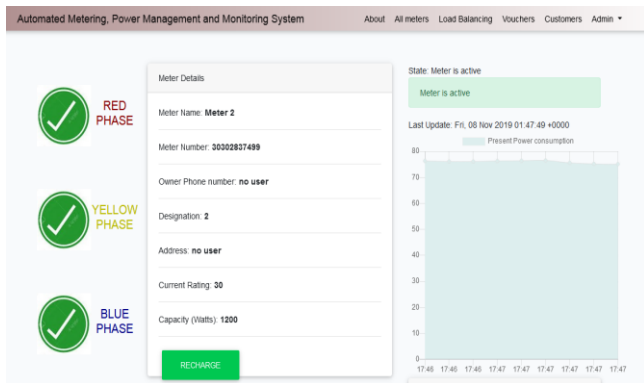 Automated Metering, Power Management and Monitoring System
About All meters Load Balancing Vouchers Customers Admin
RED
PHASE
YELLOW
PHASE
BLUE
PHASE
Meter Details
Meter Name: Meter 2
Meter Number: 30302837499
Owner Phone number: no user
Designation: 2
Address: no user
Current Rating: 30
Capacity (Watts): 1200
RECHARGE
State: Meter is active
Meter is active
Last Update: Fri, 08 Nov 2019 01:47:49 +0000
Present Power consumption
80
70
60
50
40
30
20
10
0
17:46 17:46 17:46 17:47 17:47 17:47 17:47 17:47 17:47